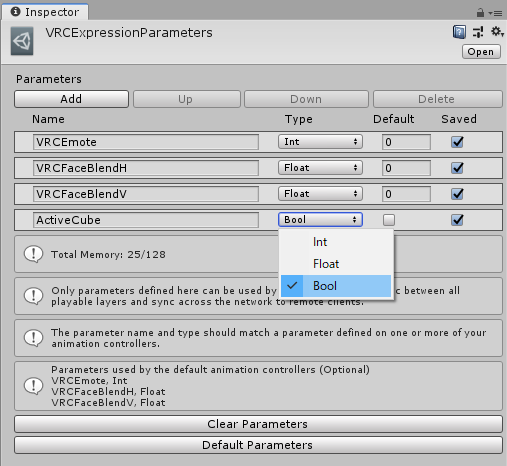 Inspector
VRCExpressionParameters
Open
Parameters
Add Up Down Delete
Name Type Default Saved
VRCEmote Int 0
VRCFaceBlendH Float 0
VRCFaceBlendV Float 0
ActiveCube Bool
Int
Float
Bool
Total Memory: 25/128
Only parameters defined here can be used by c between all
playable layers and sync across the network to remote clients.
The parameter name and type should match a parameter defined on one or more of your
animation controllers.
Parameters used by the default animation controllers (Optional)
VRCEmote, Int
VRCFaceBlendH, Float
VRCFaceBlendV, Float
Clear Parameters
Default Parameters